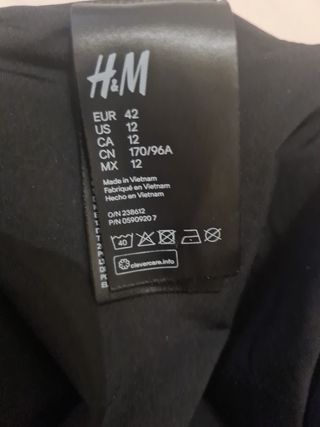 H&M
EUR 42
US 12
CA 12
CN 170/96A
MX 12
Made in Vietnam
Fabriqué en Vietnam
Hecho en Vietnam
O/N 238612
P/N 0590920 7
40
clevercare.info